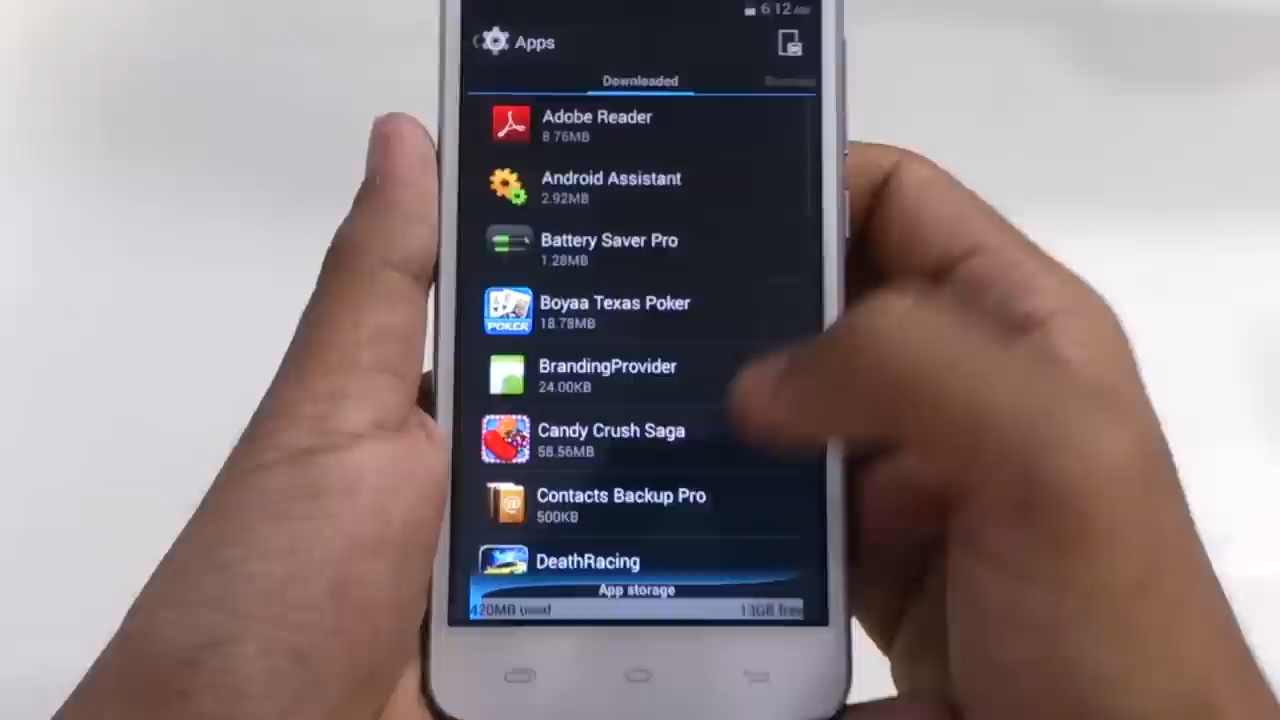 6:12 AM
Apps
Downloaded
Adobe Reader
8.76MB
Android Assistant
2.92MB
Battery Saver Pro
1.28MB
Boyaa Texas Poker
18.78MB
POKER
BrandingProvider
24.00KB
Candy Crush Saga
58.56MB
Contacts Backup Pro
500KB
DeathRacing
App storage
420MB used
13GB free